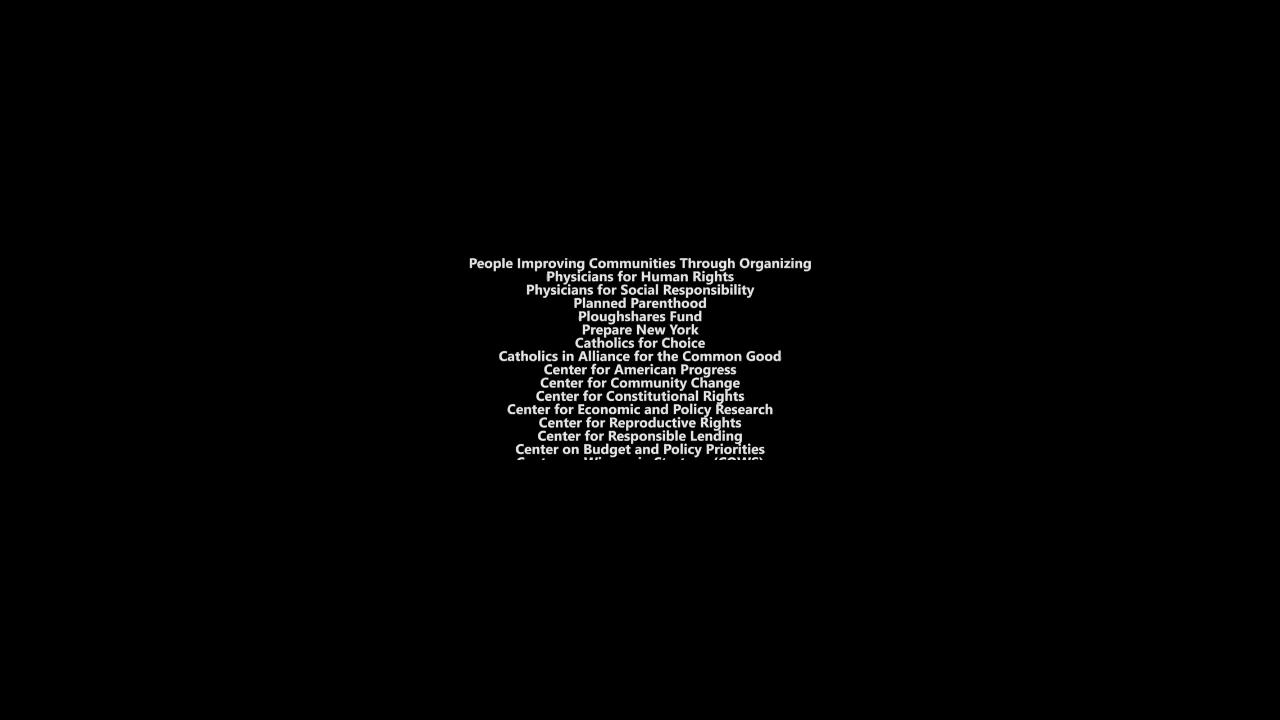 People Improving Communities Through Organizing
Physicians for Human Rights
Physicians for Social Responsibility
Planned Parenthood
Ploughshares Fund
Prepare New York
Catholics for Choice
Catholics in Alliance for the Common Good
Center for American Progress
Center for Community Change
Center for Constitutional Rights
Center for Economic and Policy Research
Center for Reproductive Rights
Center for Responsible Lending
Center on Budget and Policy Priorities